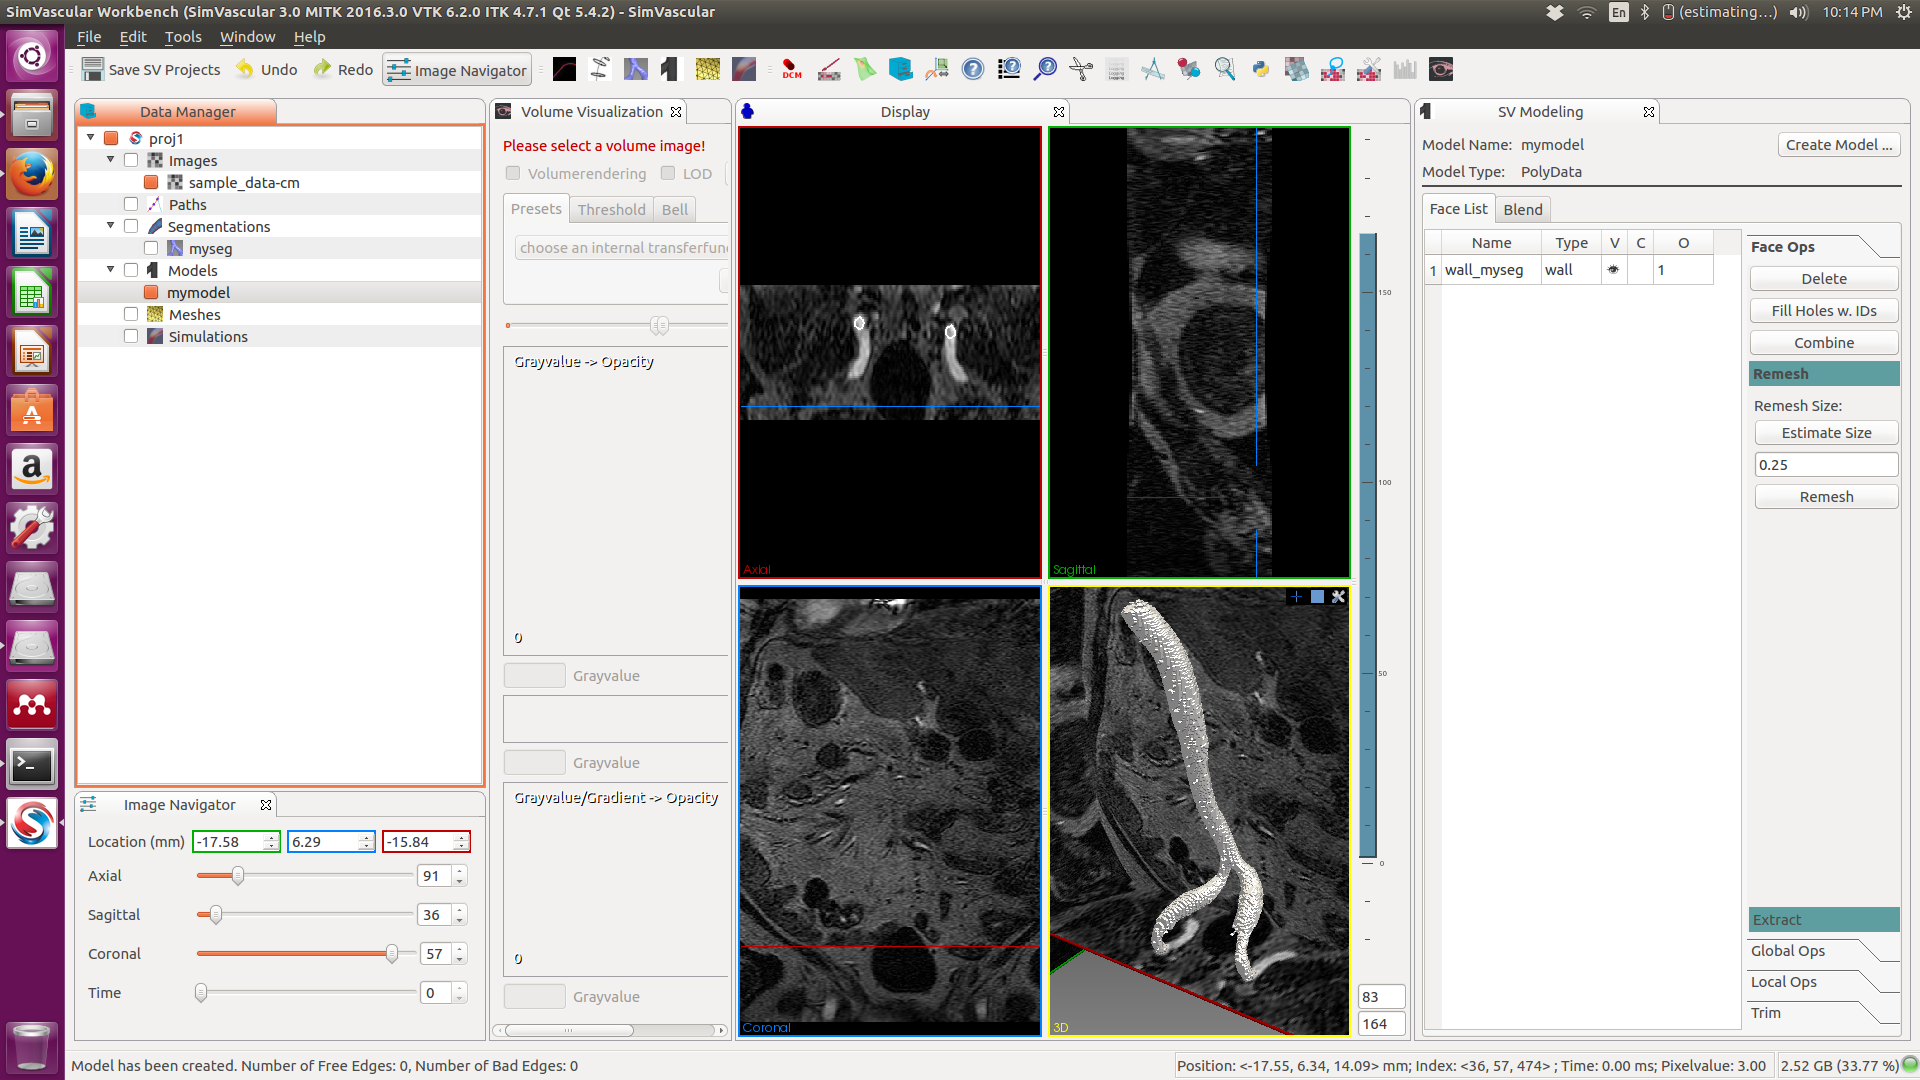 SimVascular Workbench (SimVascular 3.0 MITK 2016.3.0 VTK 6.2.0 ITK 4.7.1 Qt 5.4.2) - SimVascular
En
(estimating...)
10:14 PM
File Edit Tools Window Help
Save SV Projects
Undo
Redo
Image Navigator
DCM
Data Manager
proj1
Images
sample_data-cm
Paths
Segmentations
myseg
Models
mymodel
Meshes
Simulations
Image Navigator
Location (mm) -17.58 6.29 -15.84
Axial 91
Sagittal 36
Coronal 57
Time 0
Volume Visualization
Please select a volume image!
Volumerendering LOD
Presets Threshold Bell
choose an internal transferfun
Grayvalue -> Opacity
0
Grayvalue
Grayvalue
Grayvalue/Gradient -> Opacity
0
Grayvalue
Display
Axial
Sagittal
Coronal
3D
150
100
50
0
83
164
SV Modeling
Model Name: mymodel
Create Model ...
Model Type: PolyData
Face List Blend
Name Type V C O
1 wall_myseg wall 1
Face Ops
Delete
Fill Holes w. IDs
Combine
Remesh
Remesh Size:
Estimate Size
0.25
Remesh
Extract
Global Ops
Local Ops
Trim
Model has been created. Number of Free Edges: 0, Number of Bad Edges: 0
Position: <-17.55, 6.34, 14.09> mm; Index: <36, 57, 474> ; Time: 0.00 ms; Pixelvalue: 3.00
2.52 GB (33.77 %)